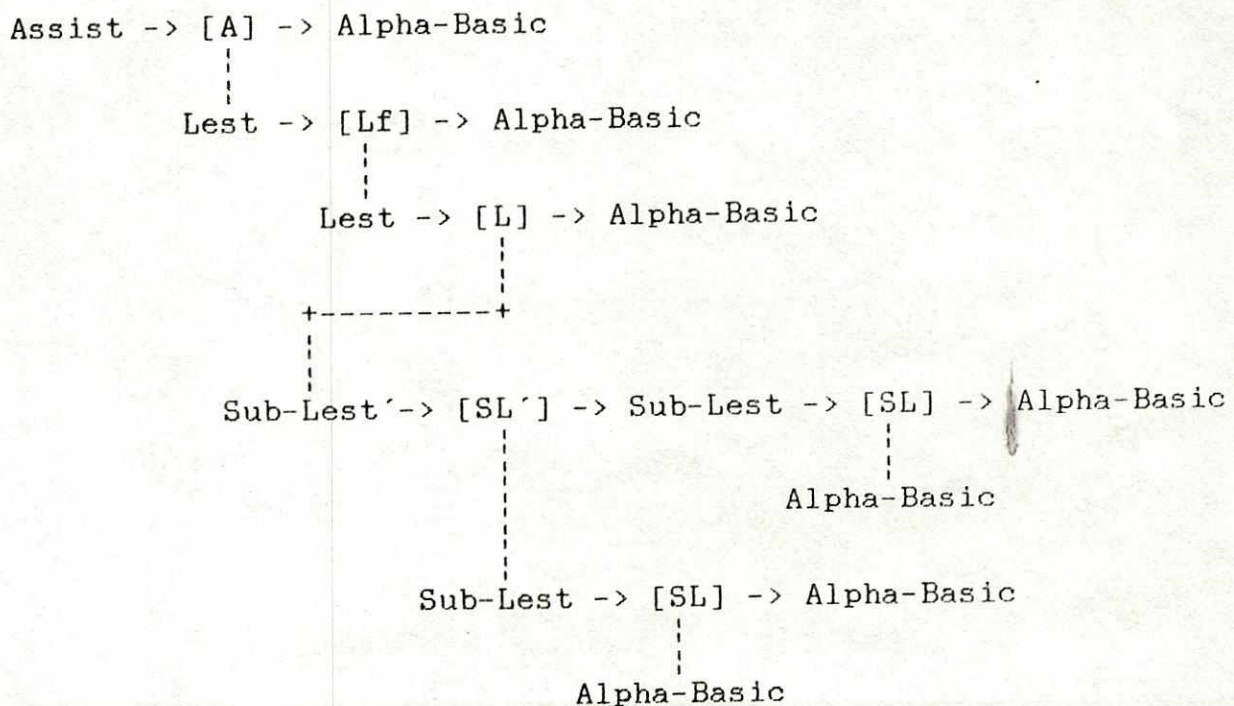 Assist -> [A] -> Alpha-Basic
Lest -> [Lf] -> Alpha-Basic
Lest -> [L] -> Alpha-Basic
+---------+
Sub-Lest´-> [SL´] -> Sub-Lest -> [SL] -> Alpha-Basic
Alpha-Basic
Sub-Lest -> [SL] -> Alpha-Basic
Alpha-Basic